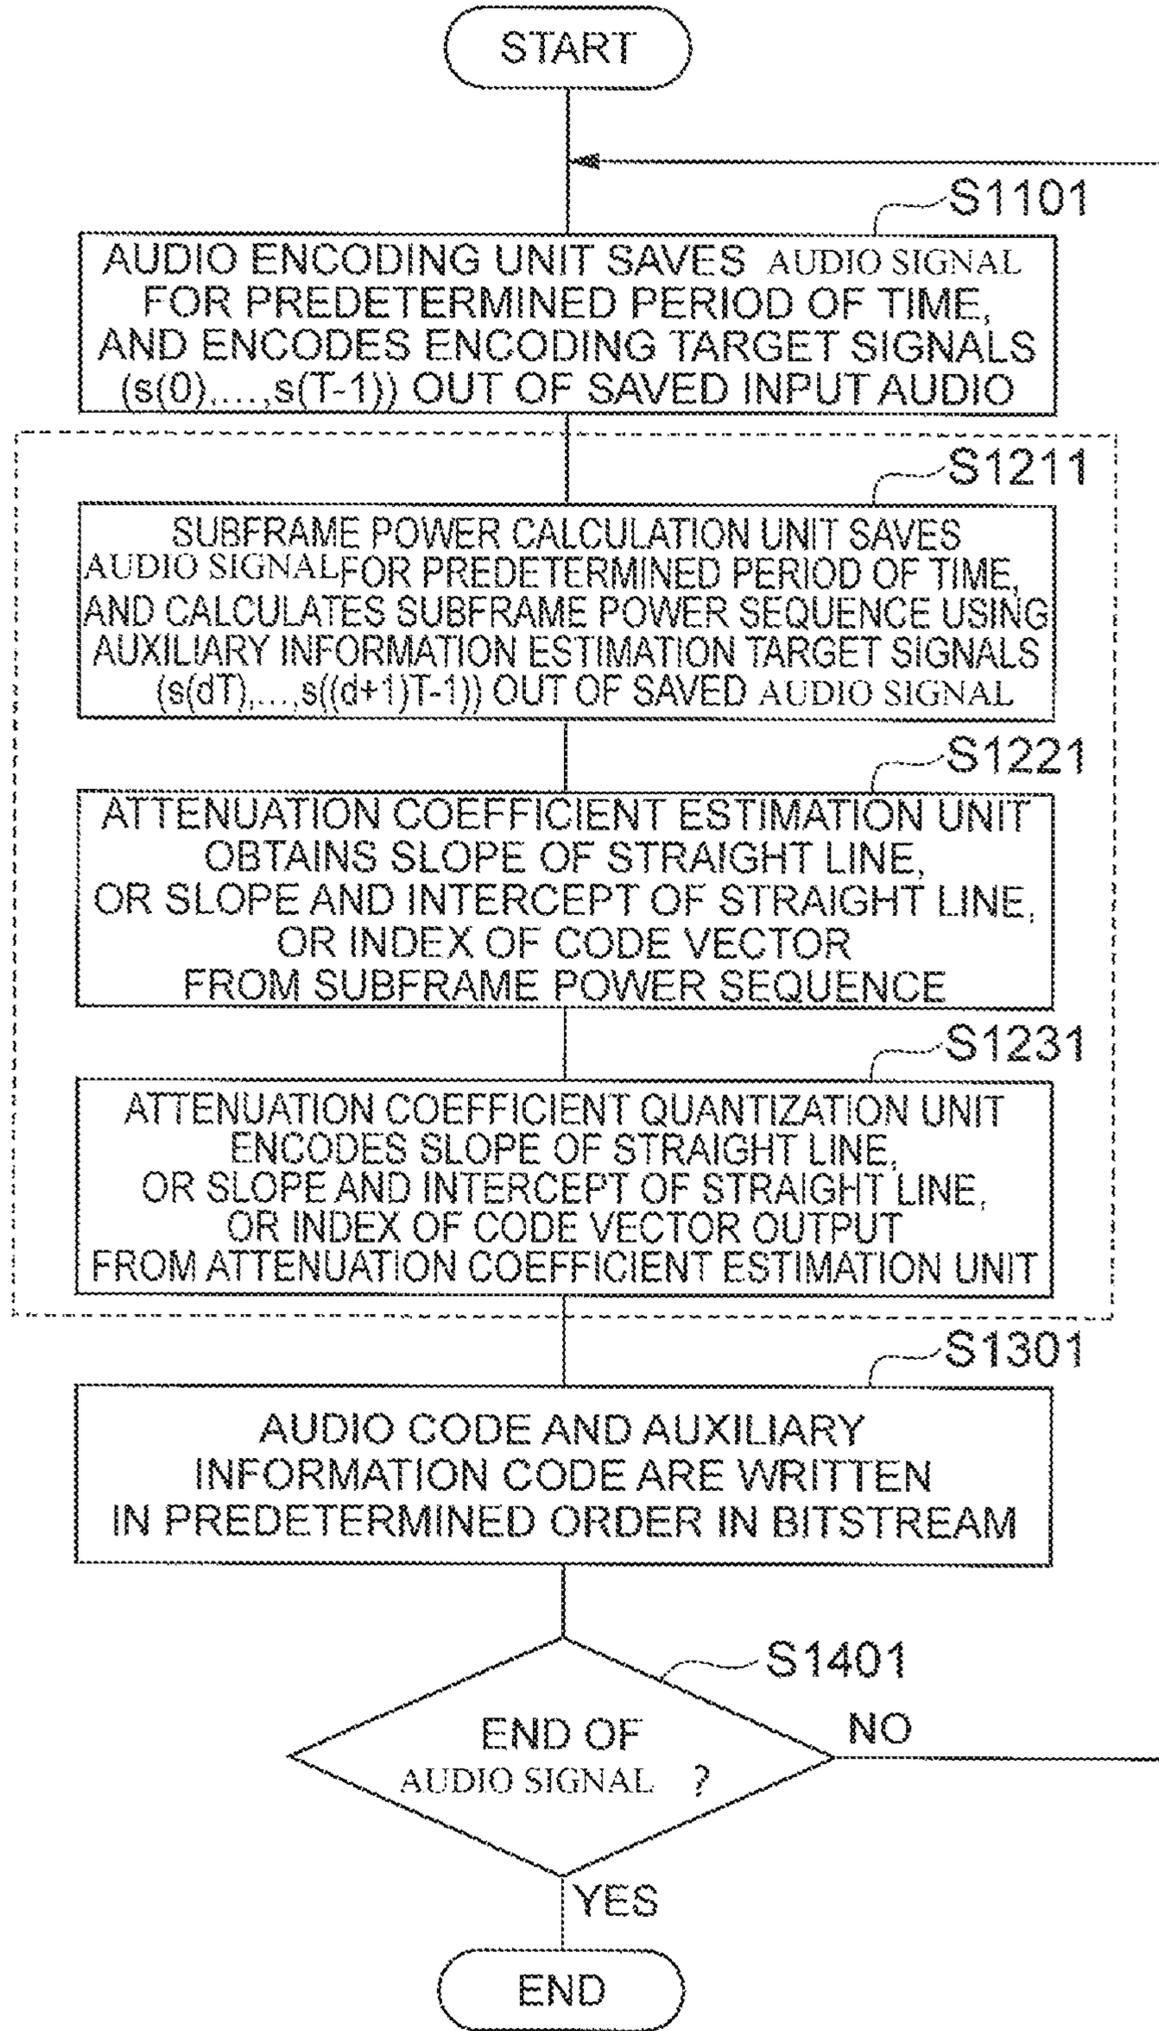 START
S1101
AUDIO ENCODING UNIT SAVES AUDIO SIGNAL
FOR PREDETERMINED PERIOD OF TIME,
AND ENCODES ENCODING TARGET SIGNALS
(s(0),...,s(T-1)) OUT OF SAVED INPUT AUDIO
S1211
SUBFRAME POWER CALCULATION UNIT SAVES
AUDIO SIGNAL FOR PREDETERMINED PERIOD OF TIME,
AND CALCULATES SUBFRAME POWER SEQUENCE USING
AUXILIARY INFORMATION ESTIMATION TARGET SIGNALS
(s(dT),...,s((d+1)T-1)) OUT OF SAVED AUDIO SIGNAL
S1221
ATTENUATION COEFFICIENT ESTIMATION UNIT
OBTAINS SLOPE OF STRAIGHT LINE,
OR SLOPE AND INTERCEPT OF STRAIGHT LINE,
OR INDEX OF CODE VECTOR
FROM SUBFRAME POWER SEQUENCE
S1231
ATTENUATION COEFFICIENT QUANTIZATION UNIT
ENCODES SLOPE OF STRAIGHT LINE,
OR SLOPE AND INTERCEPT OF STRAIGHT LINE,
OR INDEX OF CODE VECTOR OUTPUT
FROM ATTENUATION COEFFICIENT ESTIMATION UNIT
S1301
AUDIO CODE AND AUXILIARY
INFORMATION CODE ARE WRITTEN
IN PREDETERMINED ORDER IN BITSTREAM
S1401
END OF
AUDIO SIGNAL ?
NO
YES
END